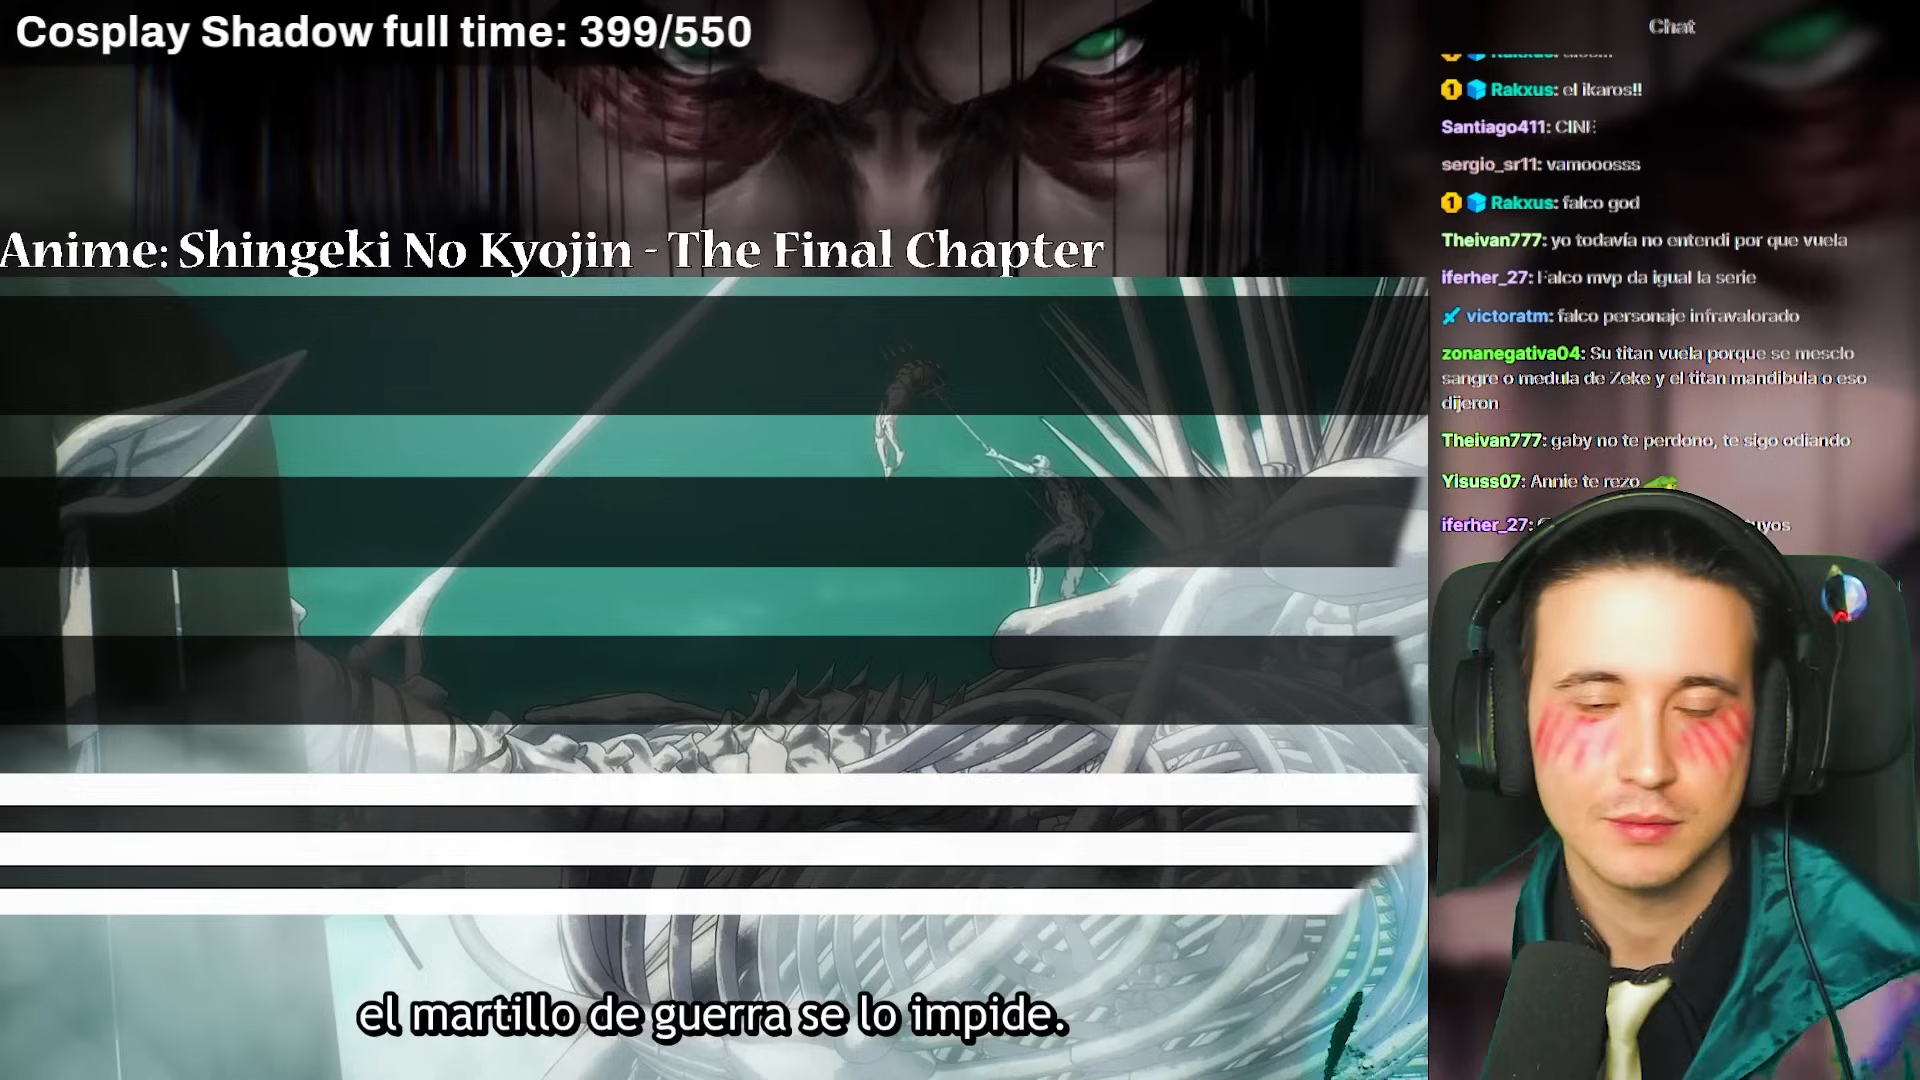 Cosplay Shadow full time: 399/550
Anime: Shingeki No Kyojin - The Final Chapter
el martillo de guerra se lo impide.
Chat
Rakxus:
1 Rakxus: el ikaros!!
Santiago411: CINE
sergio_sr11: vamooosss
1 Rakxus: falco god
Theivan777: yo todavía no entendi por que vuela
iferher_27: Falco mvp da igual la serie
victoratm: falco personaje infravalorado
zonanegativa04: Su titan vuela porque se mesclo
sangre o medula de Zeke y el titan mandibula o eso
dijeron
Theivan777: gaby no te perdono, te sigo odiando
Yisuss07: Annie te rezo
iferher_27: